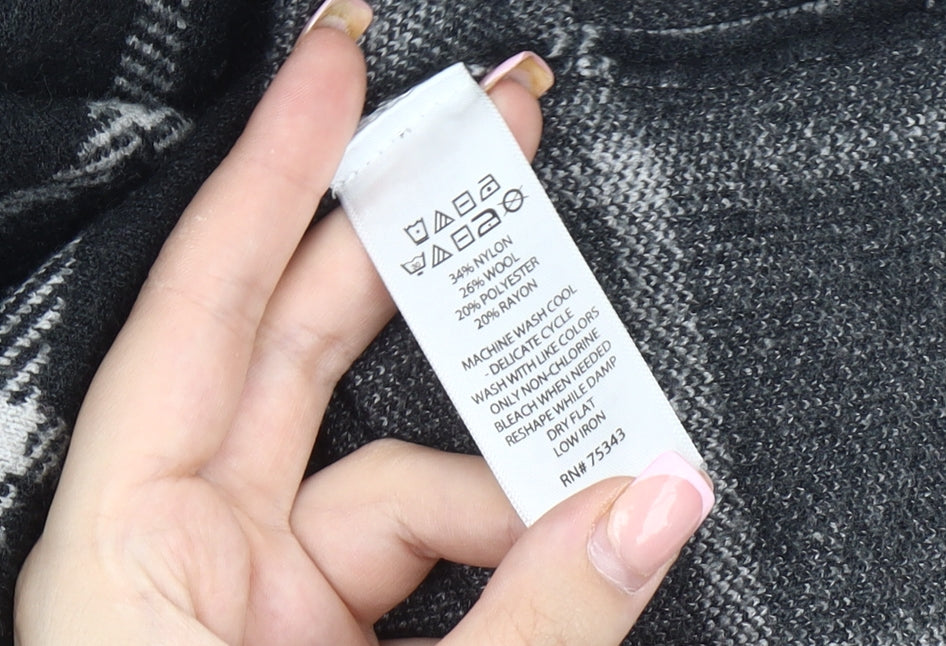 34% NYLON
26% WOOL
20% POLYESTER
20% RAYON
MACHINE WASH COOL
-DELICATE CYCLE
WASH WITH LIKE COLORS
ONLY NON-CHLORINE
BLEACH WHEN NEEDED
RESHAPE WHILE DAMP
DRY FLAT
LOW IRON
RN# 75343